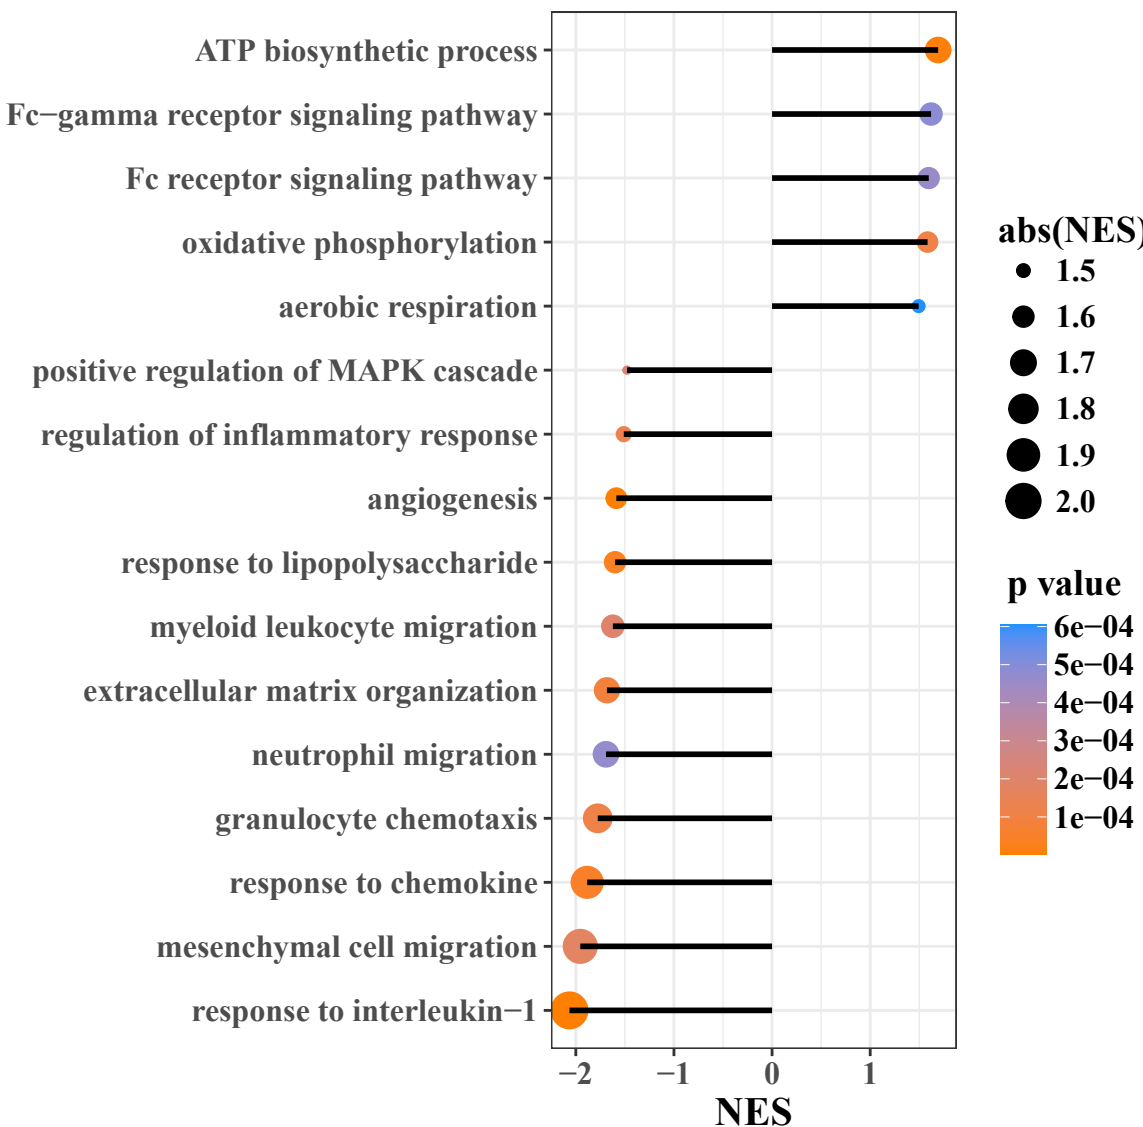 ATP biosynthetic process
Fc−gamma receptor signaling pathway
Fc receptor signaling pathway
oxidative phosphorylation
aerobic respiration
positive regulation of MAPK cascade
regulation of inflammatory response
angiogenesis
response to lipopolysaccharide
myeloid leukocyte migration
extracellular matrix organization
neutrophil migration
granulocyte chemotaxis
response to chemokine
mesenchymal cell migration
response to interleukin−1
−2 −1 0 1
NES
abs(NES)
1.5
1.6
1.7
1.8
1.9
2.0
p value
6e−04
5e−04
4e−04
3e−04
2e−04
1e−04